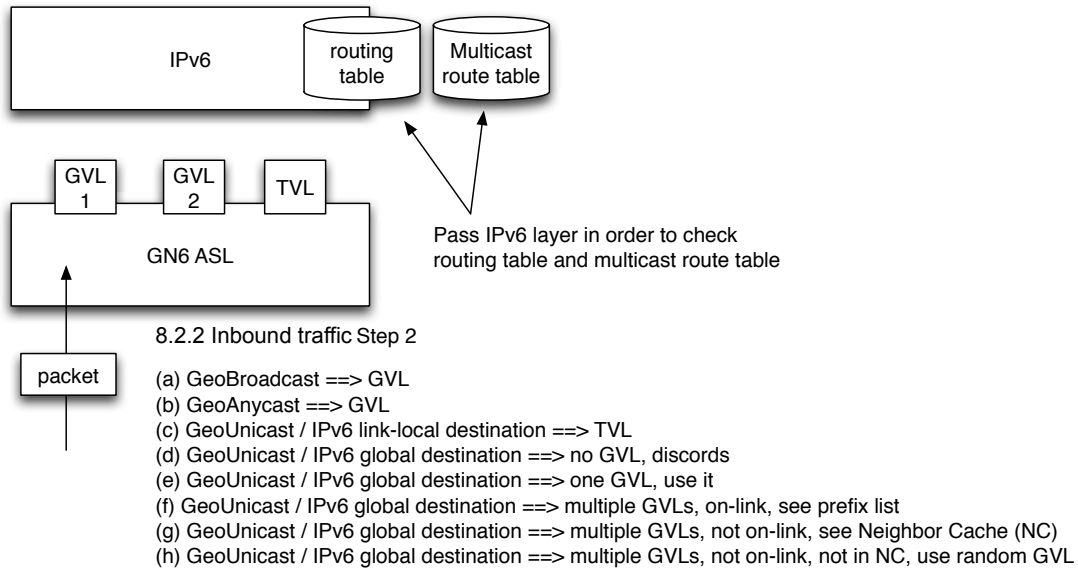 IPv6
routing
table
Multicast
route table
GVL
1
GVL
2
TVL
GN6 ASL
Pass IPv6 layer in order to check
routing table and multicast route table
packet
8.2.2 Inbound traffic Step 2
(a) GeoBroadcast ==> GVL
(b) GeoAnycast ==> GVL
(c) GeoUnicast / IPv6 link-local destination ==> TVL
(d) GeoUnicast / IPv6 global destination ==> no GVL, discords
(e) GeoUnicast / IPv6 global destination ==> one GVL, use it
(f) GeoUnicast / IPv6 global destination ==> multiple GVLs, on-link, see prefix list
(g) GeoUnicast / IPv6 global destination ==> multiple GVLs, not on-link, see Neighbor Cache (NC)
(h) GeoUnicast / IPv6 global destination ==> multiple GVLs, not on-link, not in NC, use random GVL